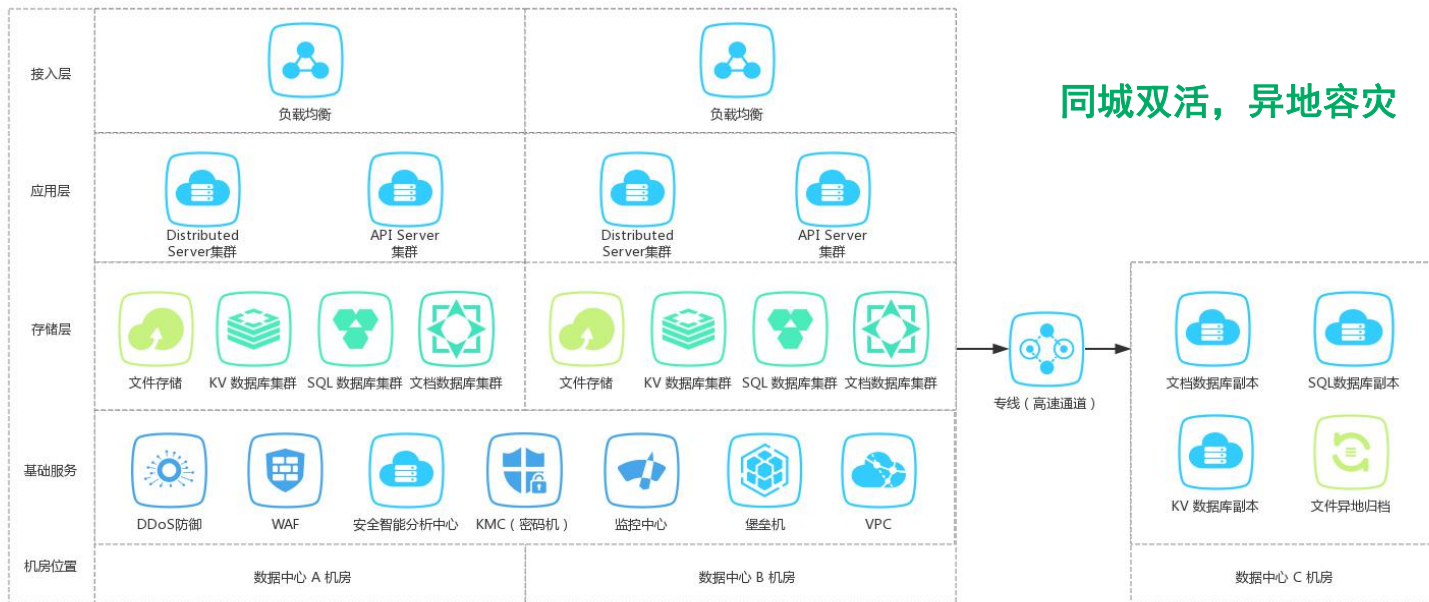 同城双活，异地容灾
接入层
负载均衡
负载均衡
应用层
Distributed
Server集群
API Server
集群
Distributed
Server集群
API Server
集群
存储层
文件存储
KV 数据库集群
SQL 数据库集群
文档数据库集群
文件存储
KV 数据库集群
SQL 数据库集群
文档数据库集群
专线（高速通道）
文档数据库副本
SQL数据库副本
KV 数据库副本
文件异地归档
基础服务
DDoS防御
WAF
安全智能分析中心
KMC（密码机）
监控中心
堡垒机
VPC
机房位置
数据中心 A 机房
数据中心 B 机房
数据中心 C 机房